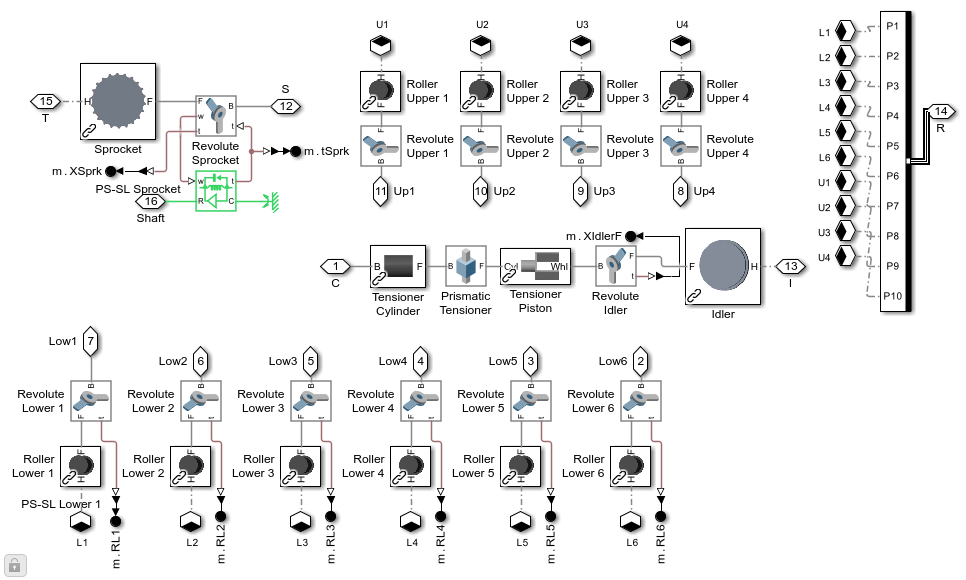 U1
U2
U3
U4
H
F
Roller
Upper 1
H
F
Roller
Upper 2
H
F
Roller
Upper 3
H
F
Roller
Upper 4
F
B
Revolute
Upper 1
F
B
Revolute
Upper 2
F
B
Revolute
Upper 3
F
B
Revolute
Upper 4
11
Up1
10
Up2
9
Up3
8
Up4
15
T
H
F
Sprocket
F
w
t
B
t
Revolute
Sprocket
S
12
m.tSprk
m.XSprk
PS-SL Sprocket
16
Shaft
w
t
R
C
L1
L2
L3
L4
L5
L6
U1
U2
U3
U4
P1
P2
P3
P4
P5
P6
P7
P8
P9
P10
14
R
1
C
B
F
Tensioner
Cylinder
B
F
Prismatic
Tensioner
Cyl
Whl
Tensioner
Piston
m.XIdlerF
B
F
t
Revolute
Idler
F
H
Idler
13
I
Low1
7
Low2
6
Low3
5
Low4
4
Low5
3
Low6
2
Revolute
Lower 1
B
F
t
Revolute
Lower 2
B
F
t
Revolute
Lower 3
B
F
t
Revolute
Lower 4
B
F
t
Revolute
Lower 5
B
F
t
Revolute
Lower 6
B
F
t
Roller
Lower 1
F
H
Roller
Lower 2
F
H
Roller
Lower 3
F
H
Roller
Lower 4
F
H
Roller
Lower 5
F
H
Roller
Lower 6
F
H
PS-SL Lower 1
L1
m.RL1
L2
m.RL2
L3
m.RL3
L4
m.RL4
L5
m.RL5
L6
m.RL6